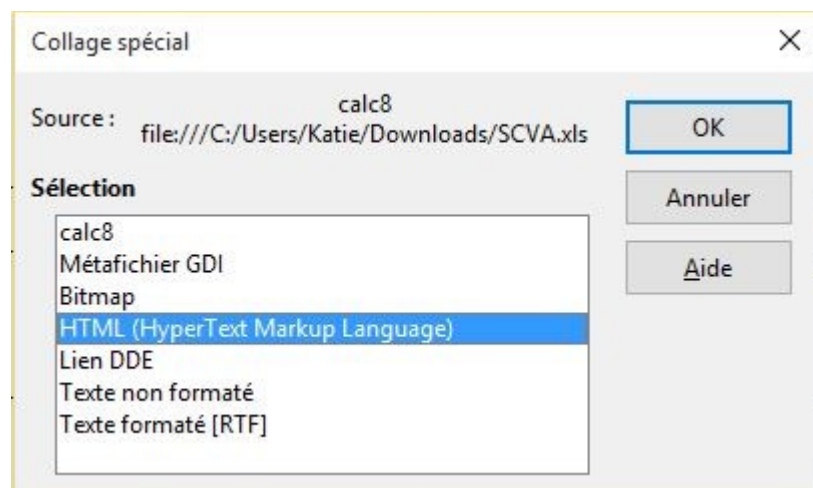 Collage spécial
Source :
calc8
file:///C:/Users/Katie/Downloads/SCVA.xls
OK
Sélection
Annuler
calc8
Métafichier GDI
Aide
Bitmap
HTML (HyperText Markup Language)
Lien DDE
Texte non formaté
Texte formaté [RTF]